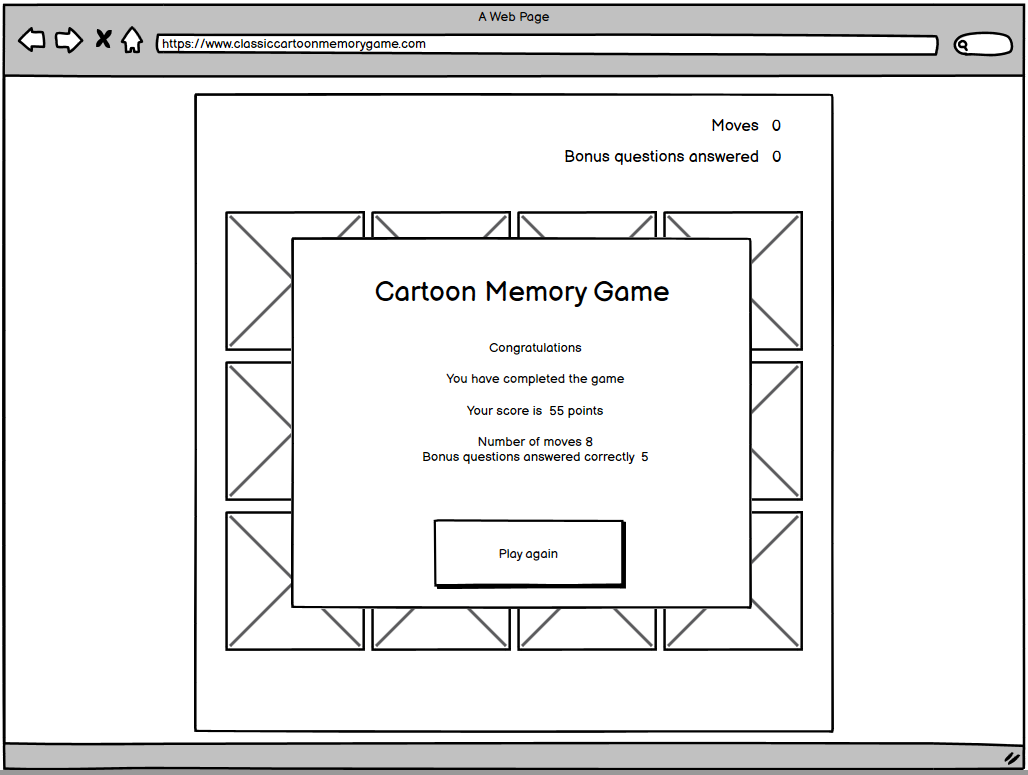 A Web Page
https://www.classiccartoonmemorygame.com
Moves 0
Bonus questions answered 0
Cartoon Memory Game
Congratulations
You have completed the game
Your score is 55 points
Number of moves 8
Bonus questions answered correctly 5
Play again